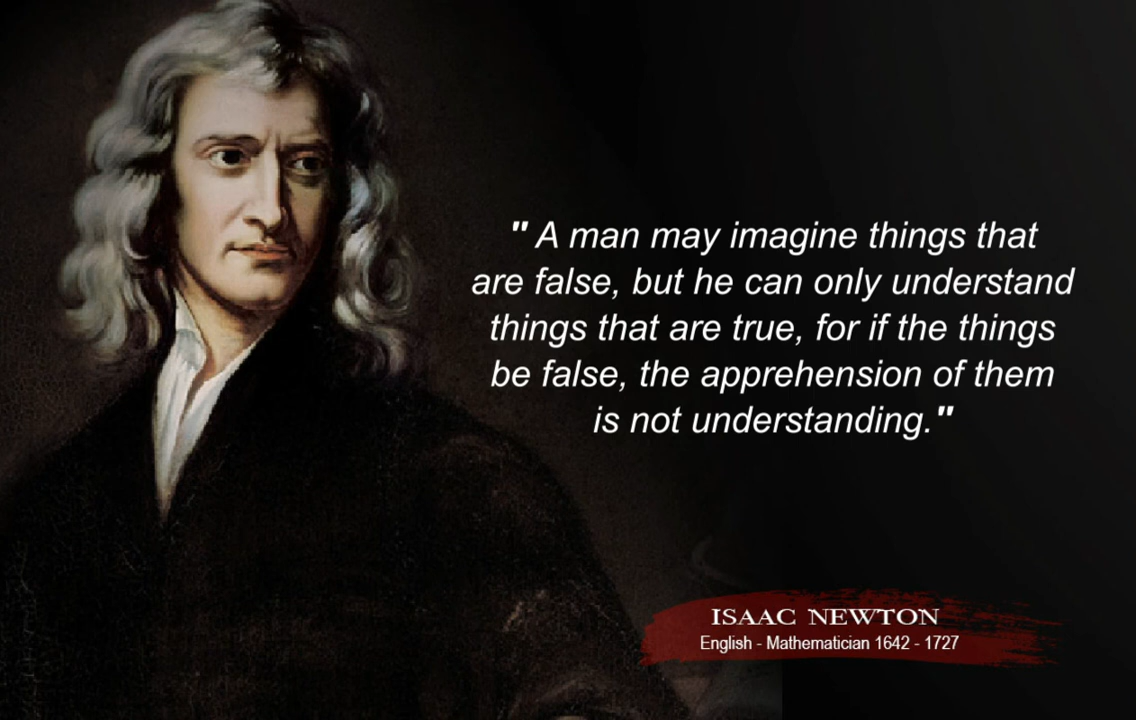 " A man may imagine things that
are false, but he can only understand
things that are true, for if the things
be false, the apprehension of them
is not understanding."
ISAAC NEWTON
English - Mathematician 1642 - 1727